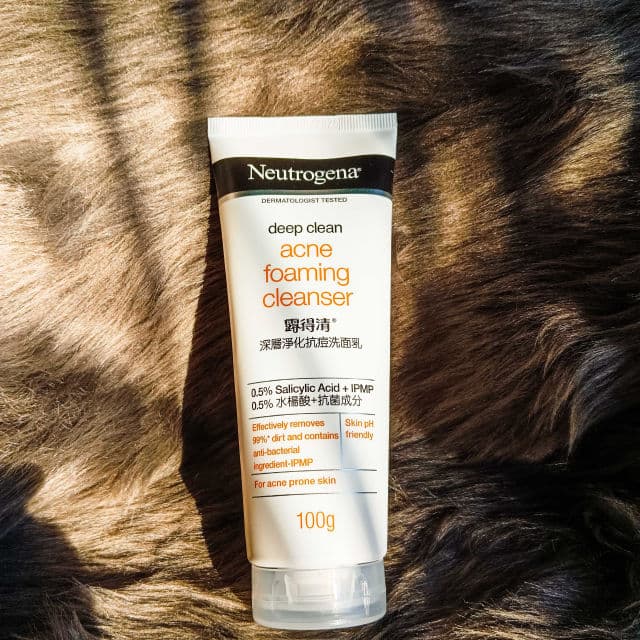 Neutrogena®
DERMATOLOGIST TESTED
deep clean
acne
foaming
cleanser
露得清®
深層淨化抗痘洗面乳
0.5% Salicylic Acid + IPMP
0.5% 水楊酸+抗菌成分
Effectively removes
99%* dirt and contains
anti-bacterial
ingredient-IPMP
Skin pH
friendly
For acne prone skin
100g